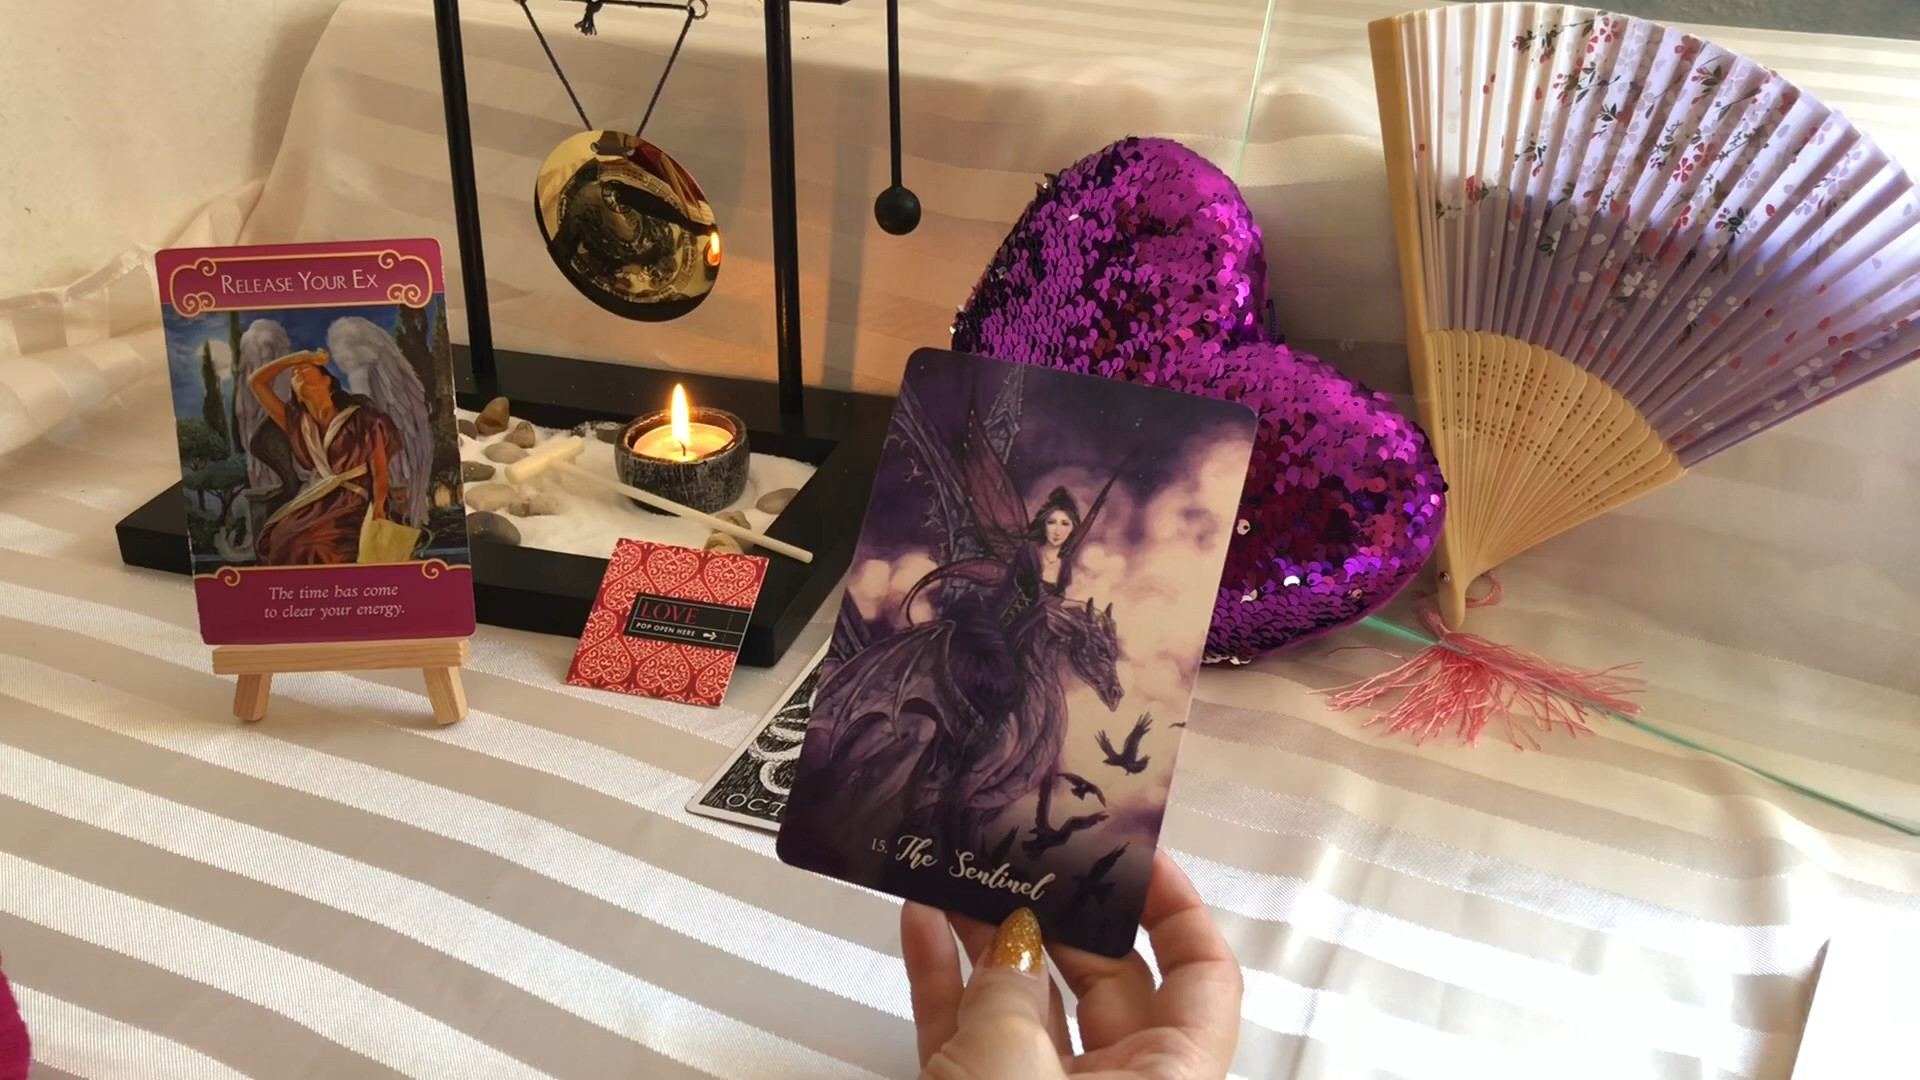 RELEASE YOUR EX
The time has come
to clear your energy.
LOVE
POP OPEN HERE
OCT
15. The Sentinel